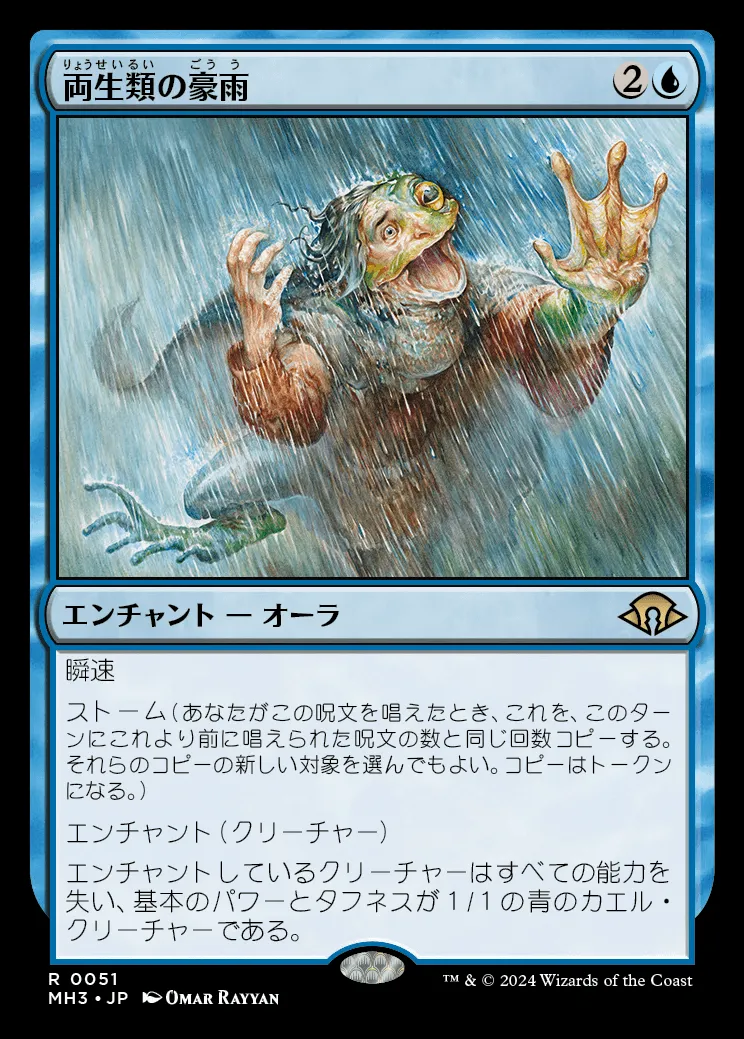 りょうせいるい ごうう
両生類の豪雨 2
エンチャント — オーラ
瞬速
ストーム(あなたがこの呪文を唱えたとき、これを、このター
ンにこれより前に唱えられた呪文の数と同じ回数コピーする。
それらのコピーの新しい対象を選んでもよい。コピーはトークン
になる。)
エンチャント(クリーチャー)
エンチャントしているクリーチャーはすべての能力を
失い、基本のパワーとタフネスが1/1の青のカエル・
クリーチャーである。
R 0051
MH3 • JP OMAR RAYYAN
™ & © 2024 Wizards of the Coast